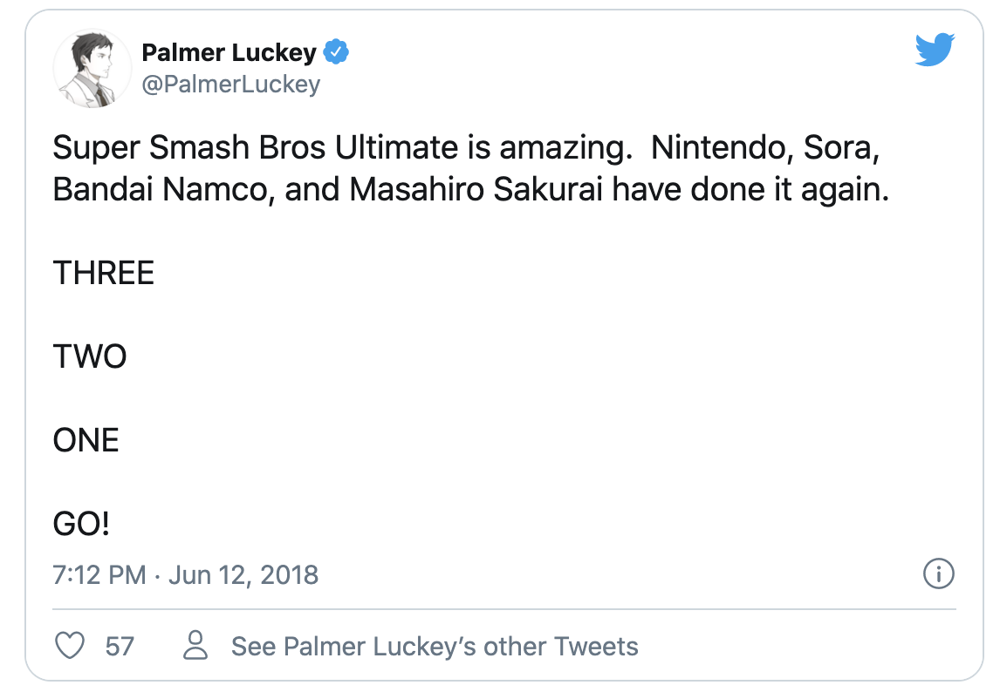 Palmer Luckey
@PalmerLuckey
Super Smash Bros Ultimate is amazing.  Nintendo, Sora,
Bandai Namco, and Masahiro Sakurai have done it again.
THREE
TWO
ONE
GO!
7:12 PM · Jun 12, 2018
57 See Palmer Luckey’s other Tweets